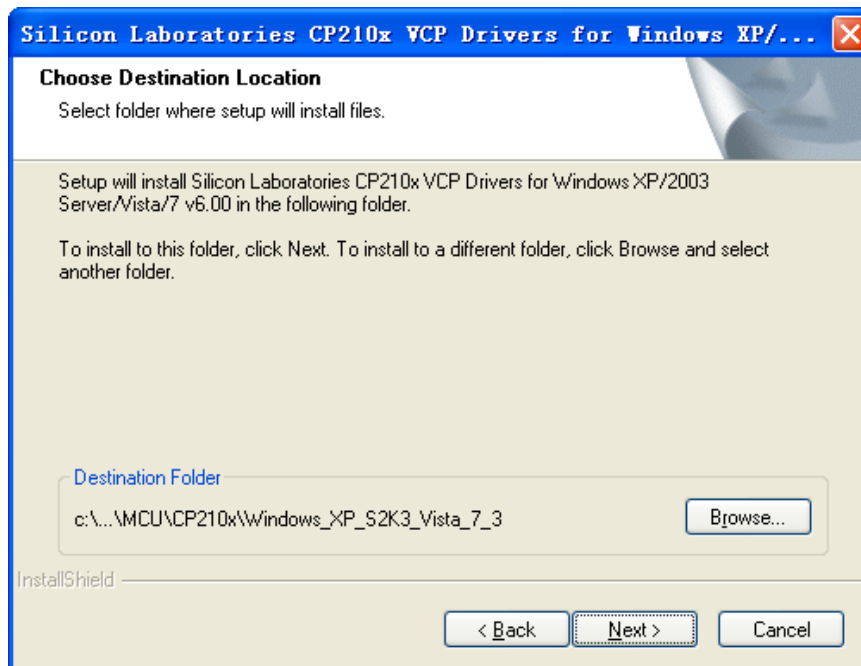 Silicon Laboratories CP210x VCP Drivers for Windows XP/...
Choose Destination Location
Select folder where setup will install files.
Setup will install Silicon Laboratories CP210x VCP Drivers for Windows XP/2003
Server/Vista/7 v6.00 in the following folder.
To install to this folder, click Next. To install to a different folder, click Browse and select
another folder.
Destination Folder
c:\...\MCU\CP210x\Windows_XP_S2K3_Vista_7_3
Browse...
InstallShield
< Back
Next >
Cancel